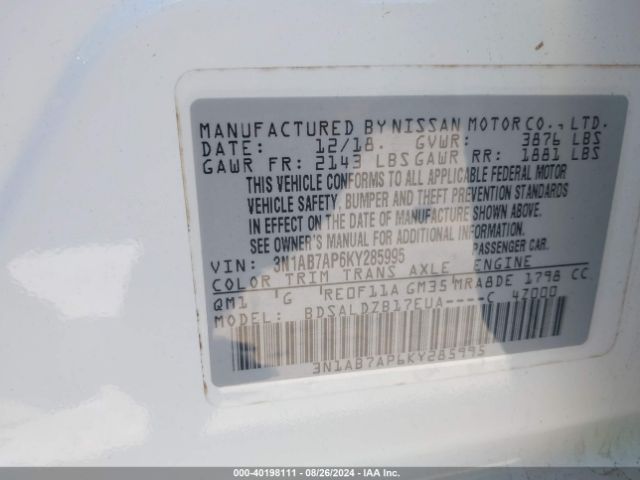 MANUFACTURED BY NISSAN MOTOR CO., LTD.
DATE: 12/18. GVWR: 3876 LBS
GAWR FR: 2143 LBS GAWR RR: 1881 LBS
THIS VEHICLE CONFORMS TO ALL APPLICABLE FEDERAL MOTOR
VEHICLE SAFETY, BUMPER AND THEFT PREVENTION STANDARDS
IN EFFECT ON THE DATE OF MANUFACTURE SHOWN ABOVE.
SEE OWNER'S MANUAL FOR ADDITIONAL INFORMATION.
VIN: 3N1AB7AP6KY285995 PASSENGER CAR.
COLOR TRIM TRANS AXLE ENGINE
QM1 G RE0F11A GM35 MRA8DE 1798 CC
MODEL: BDSALDZB17EUA----C 47000
3N1AB7AP6KY285995
000-40198111 - 08/26/2024 - IAAI.com